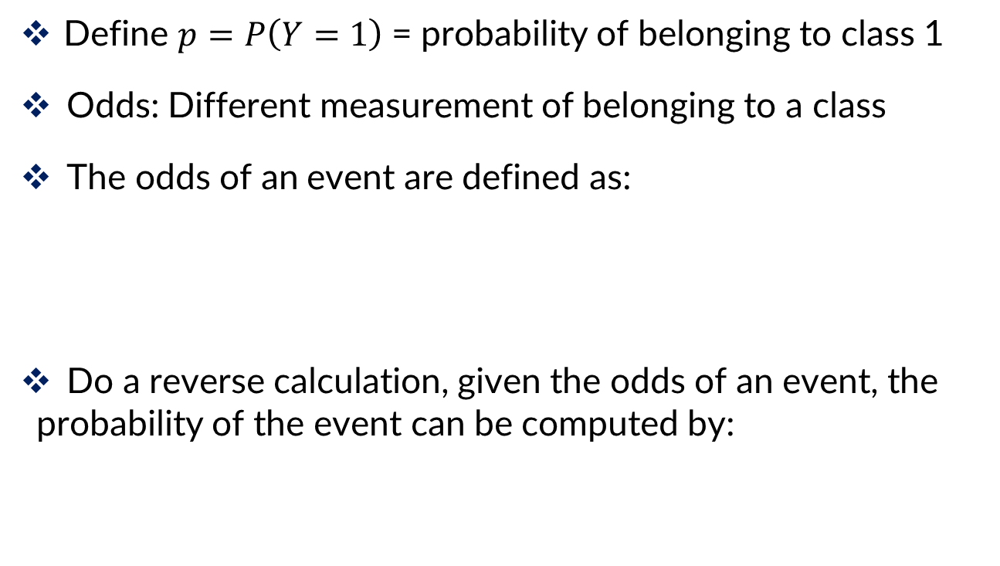 ❖ Define 𝑝 = 𝑃(𝑌 = 1) = probability of belonging to class 1
❖ Odds: Different measurement of belonging to a class
❖ The odds of an event are defined as:
❖ Do a reverse calculation, given the odds of an event, the
probability of the event can be computed by: